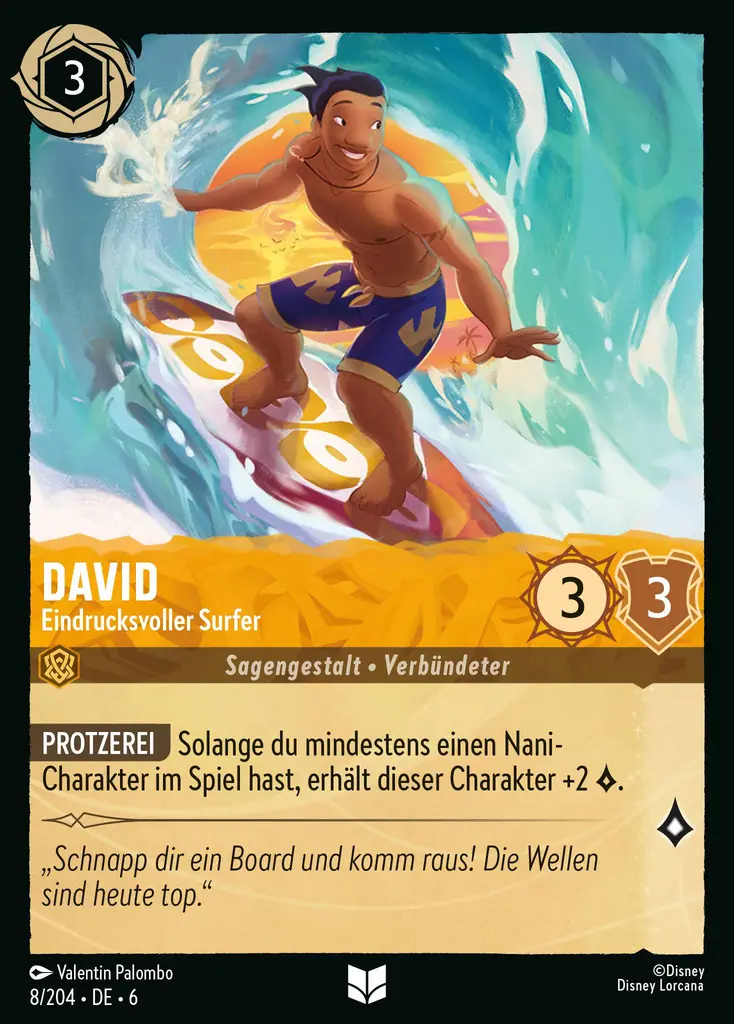 3
DAVID
Eindrucksvoller Surfer
3
3
Sagengestalt • Verbündeter
PROTZEREI Solange du mindestens einen Nani-
Charakter im Spiel hast, erhält dieser Charakter +2 .
„Schnapp dir ein Board und komm raus! Die Wellen
sind heute top.“
Valentin Palombo
8/204 • DE • 6
©Disney
Disney Lorcana